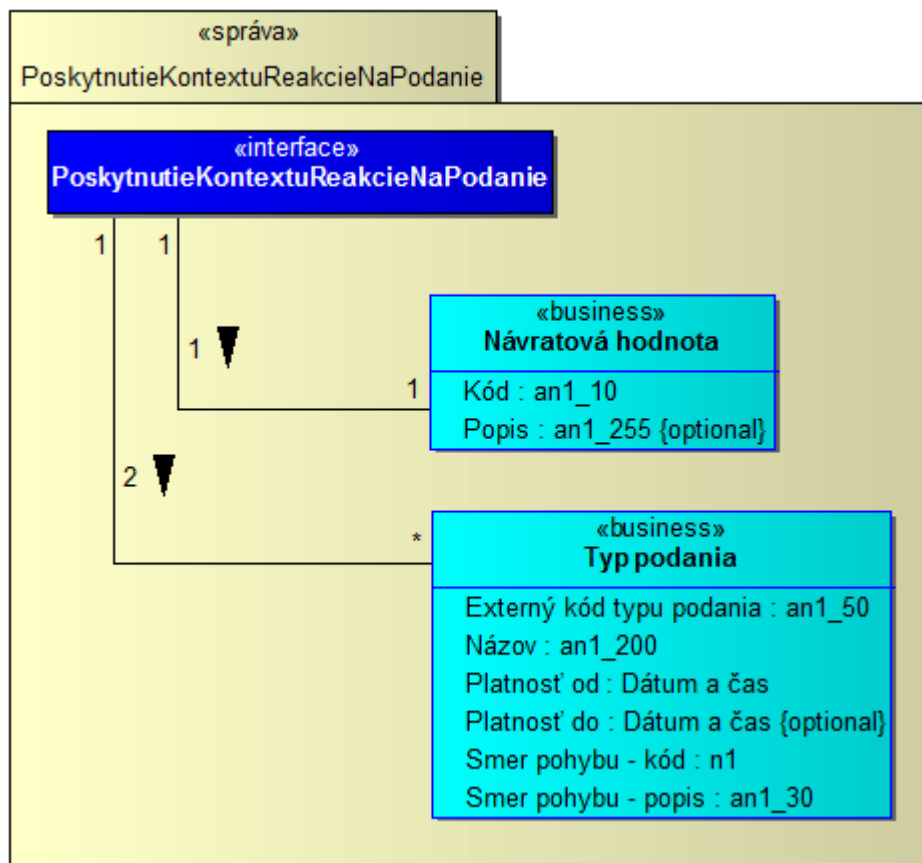 «správa»
PoskytnutieKontextuReakcieNaPodanie
«interface»
PoskytnutieKontextuReakcieNaPodanie
1
1
1
1
«business»
Návratová hodnota
Kód : an1_10
Popis : an1_255 {optional}
2
*
«business»
Typ podania
Externý kód typu podania : an1_50
Názov : an1_200
Platnosť od : Dátum a čas
Platnosť do : Dátum a čas {optional}
Smer pohybu - kód : n1
Smer pohybu - popis : an1_30